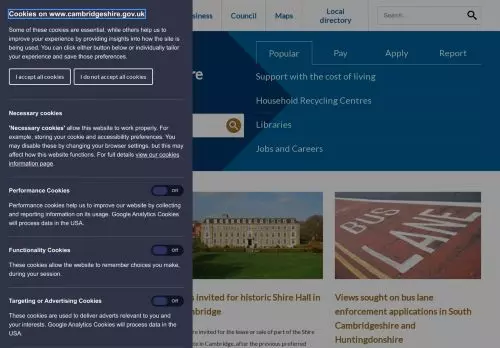 Cookies on www.cambridgeshire.gov.uk
Some of these cookies are essential, while others help us to
improve your experience by providing insights into how the site is
being used. You can click either button below or individually tailor
your experience and save those preferences.
I accept all cookies
I do not accept all cookies
Necessary cookies
'Necessary cookies' allow this website to work properly. For
example, storing your cookie and accessibility preferences. You
may disable these by changing your browser settings, but this may
affect how this website functions. For full details view our cookies
information page.
Performance Cookies
Off
Performance cookies help us to improve our website by collecting
and reporting information on its usage. Google Analytics Cookies
will process data in the USA.
Functionality Cookies
Off
These cookies allow the website to remember choices you make,
during your session.
Targeting or Advertising Cookies
Off
These cookies are used to deliver adverts relevant to you and
your interests. Google Analytics Cookies will process data in the
USA.
siness
Council
Maps
Local
directory
Search
re
Popular
Pay
Apply
Report
Support with the cost of living
Household Recycling Centres
Libraries
Jobs and Careers
BUS
LANE
s invited for historic Shire Hall in
nbridge
re invited for the lease or sale of part of the Shire
te in Cambridge, after the previous preferred
Views sought on bus lane
enforcement applications in South
Cambridgeshire and
Huntingdonshire